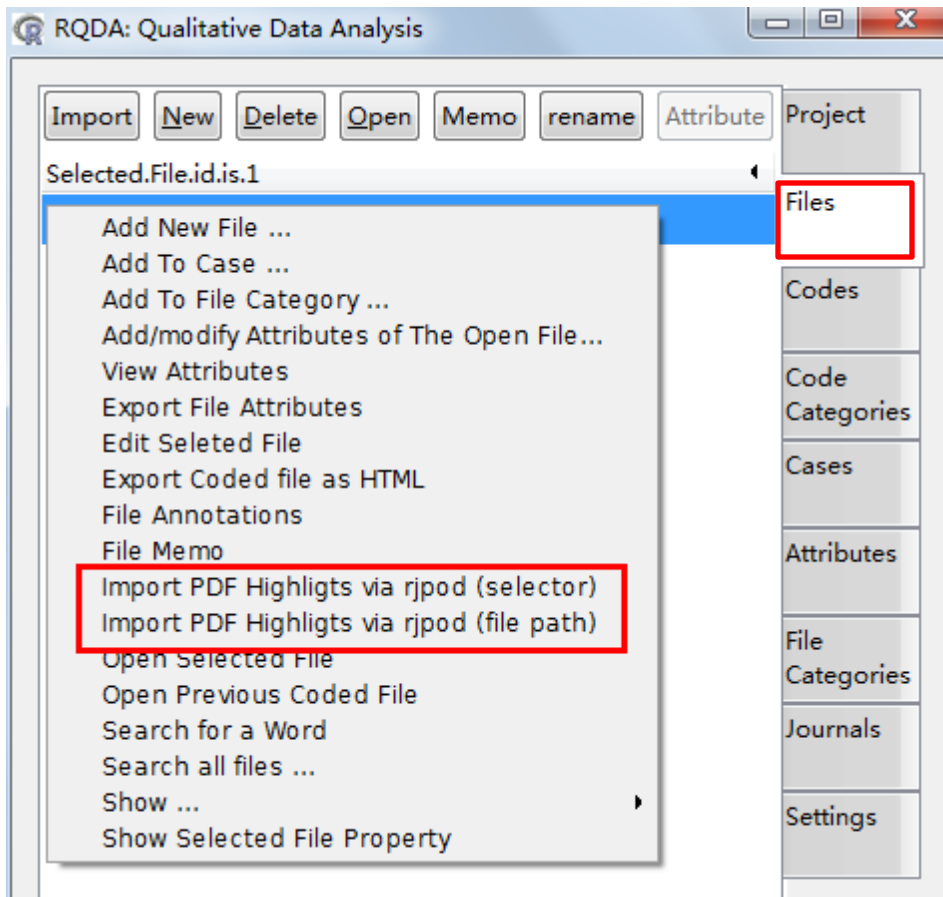 RQDA: Qualitative Data Analysis
Import New Delete Open Memo rename Attribute
Selected.File.id.is.1
Add New File ...
Add To Case ...
Add To File Category ...
Add/modify Attributes of The Open File...
View Attributes
Export File Attributes
Edit Seleted File
Export Coded file as HTML
File Annotations
File Memo
Import PDF Highligts via rjpod (selector)
Import PDF Highligts via rjpod (file path)
Open Selected File
Open Previous Coded File
Search for a Word
Search all files ...
Show ...
Show Selected File Property
Project
Files
Codes
Code
Categories
Cases
Attributes
File
Categories
Journals
Settings